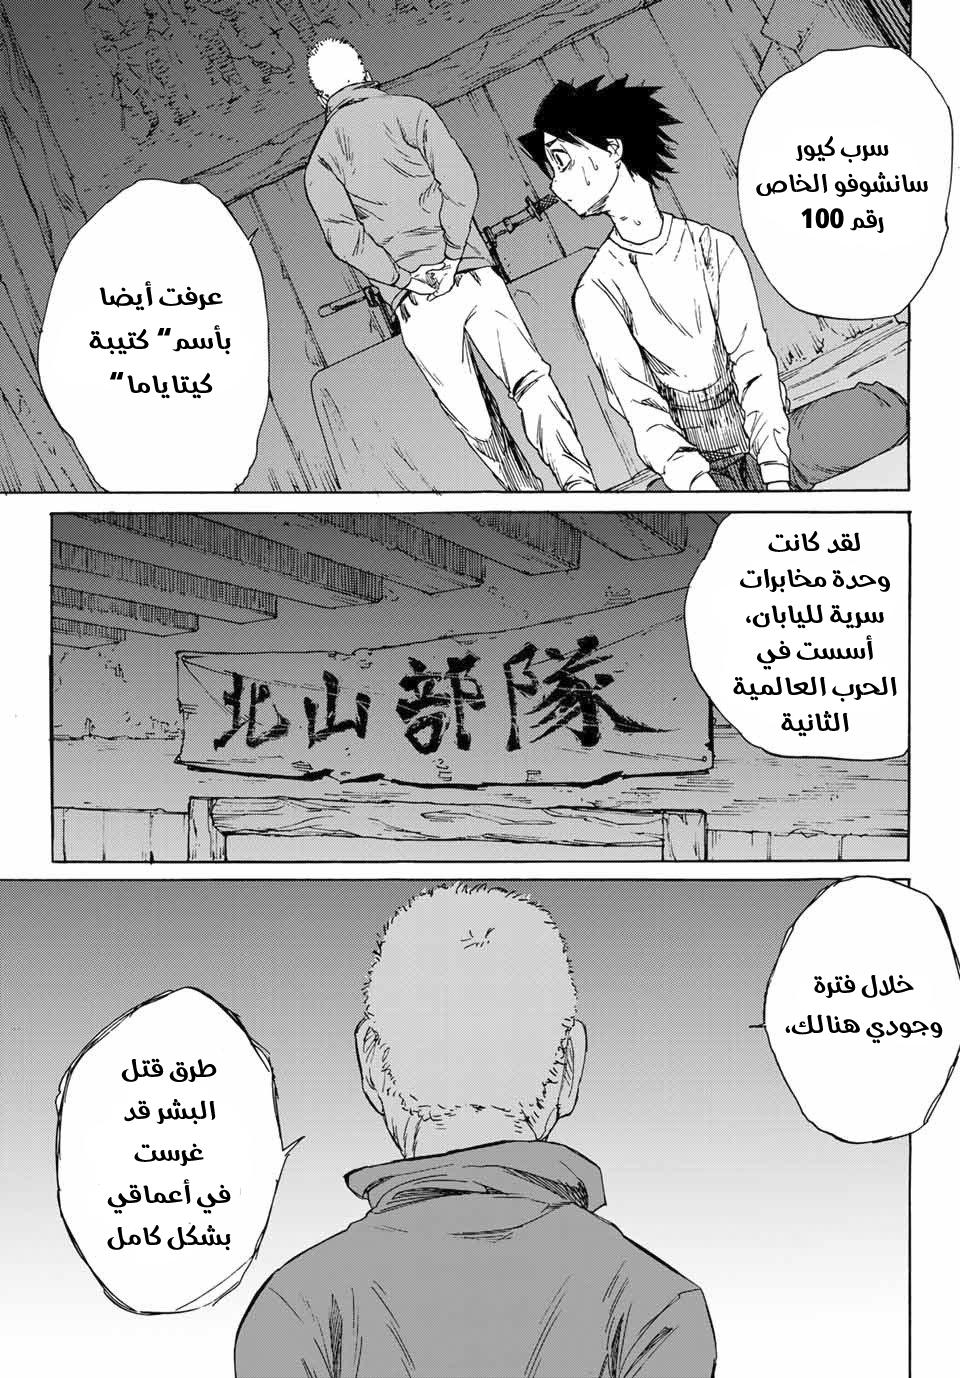 سرب كيور
سانشوفو الخاص
رقم 100
عرفت أيضا
بأسم “ كتيبة
كيتاياما “
لقد كانت
وحدة مخابرات
سرية لليابان،
أسست في
الحرب العالمية
الثانية
北山部隊
خلال فترة
وجودي هنالك،
طرق قتل
البشر قد
غرست
في أعماقي
بشكل كامل